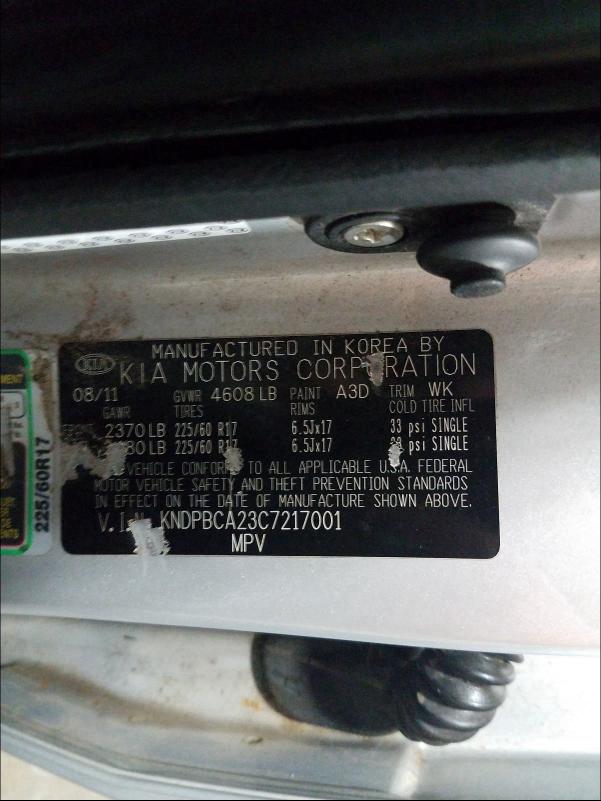 MANUFACTURED IN KOREA BY
KIA
KIA MOTORS CORPORATION
08/11 GVWR 4608 LB PAINT A3D TRIM WK
GAWR TIRES RIMS COLD TIRE INFL
2370 LB 225/60 R17 6.5Jx17 33 psi SINGLE
225/60 R17 6.5Jx17 psi SINGLE
VEHICLE CONFORMS TO ALL APPLICABLE U.S.A. FEDERAL
MOTOR VEHICLE SAFETY AND THEFT PREVENTION STANDARDS
IN EFFECT ON THE DATE OF MANUFACTURE SHOWN ABOVE.
V.I.N. KNDPBCA23C7217001
MPV
225/60R17